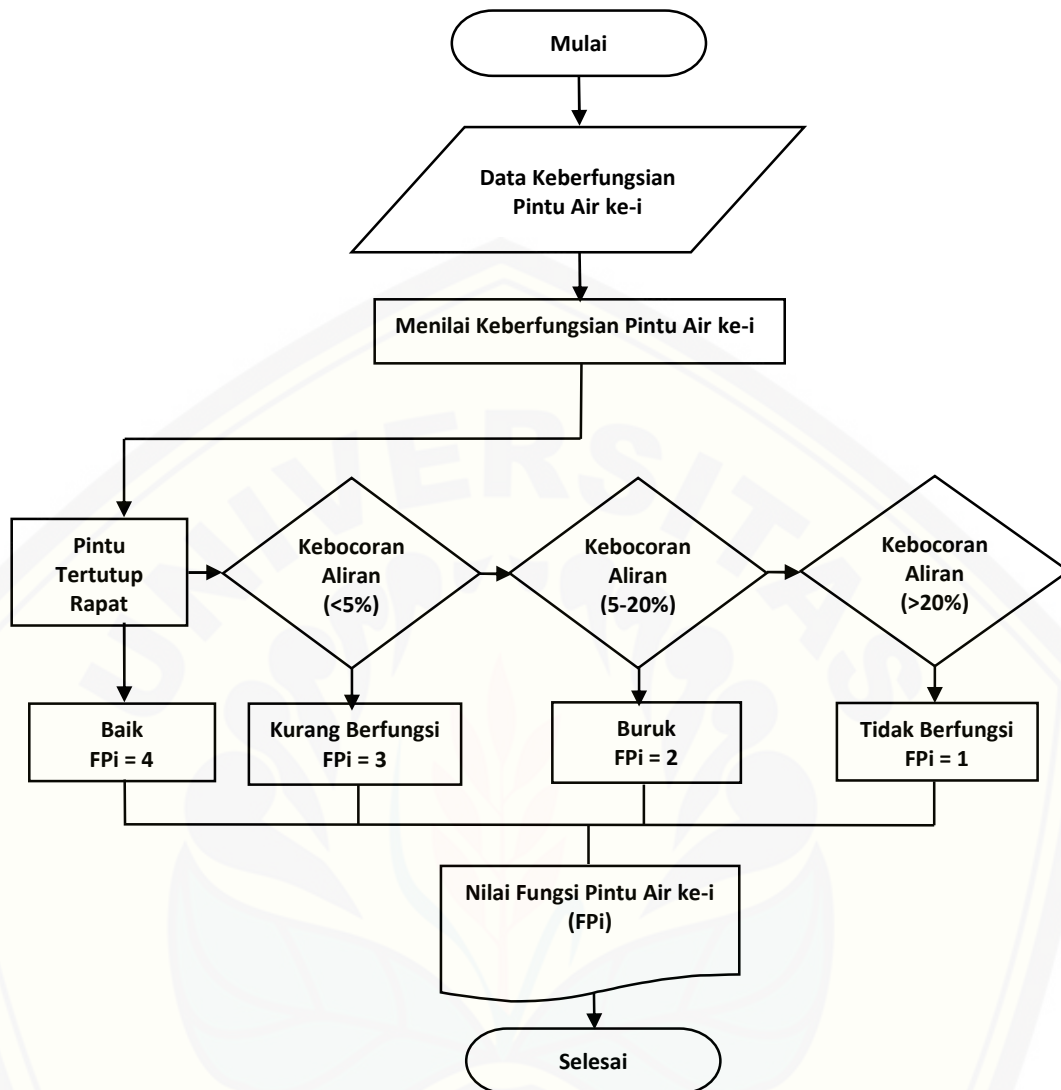 Mulai
Data Keberfungsian
Pintu Air ke-i
Menilai Keberfungsian Pintu Air ke-i
Pintu
Tertutup
Rapat
Kebocoran
Aliran
(<5%)
Kebocoran
Aliran
(5-20%)
Kebocoran
Aliran
(>20%)
Baik
FPi = 4
Kurang Berfungsi
FPi = 3
Buruk
FPi = 2
Tidak Berfungsi
FPi = 1
Nilai Fungsi Pintu Air ke-i
(FPi)
Selesai
UNIVERSITAS